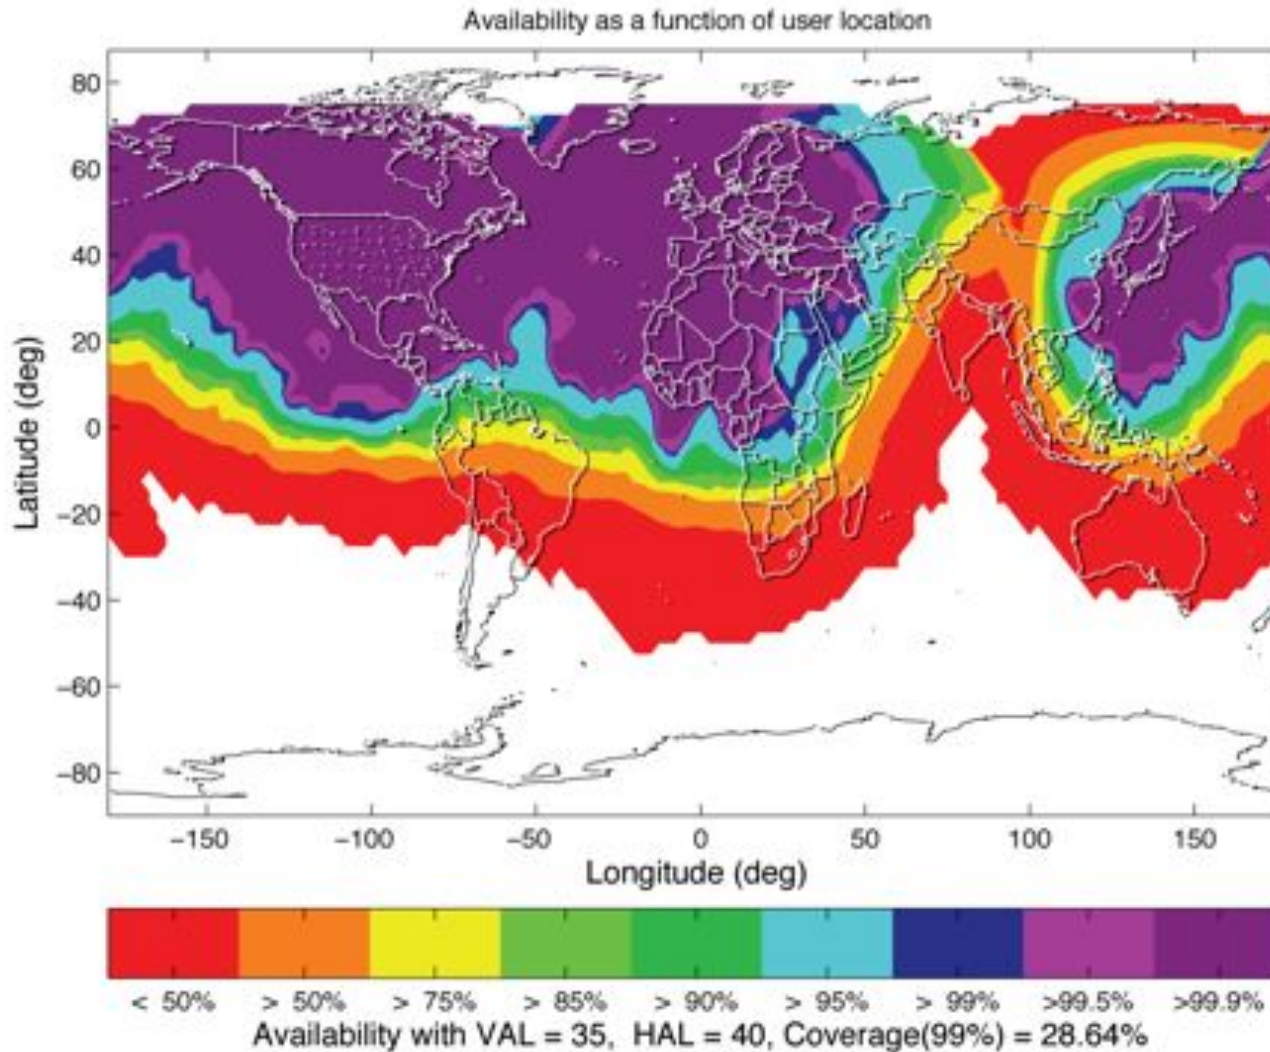 Availability as a function of user location
80
60
40
20
0
−20
−40
−60
−80
Latitude (deg)
−150 −100 −50 0 50 100 150
Longitude (deg)
< 50% > 50% > 75% > 85% > 90% > 95% > 99% >99.5% >99.9%
Availability with VAL = 35, HAL = 40, Coverage(99%) = 28.64%